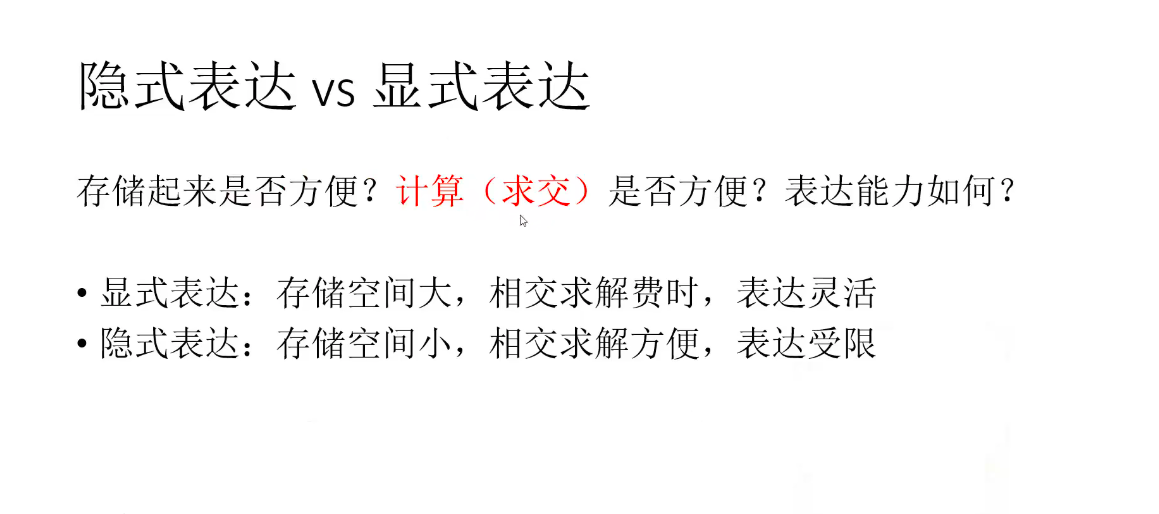 隐式表达 vs 显式表达
存储起来是否方便？计算（求交）是否方便？表达能力如何？
• 显式表达：存储空间大，相交求解费时，表达灵活
• 隐式表达：存储空间小，相交求解方便，表达受限